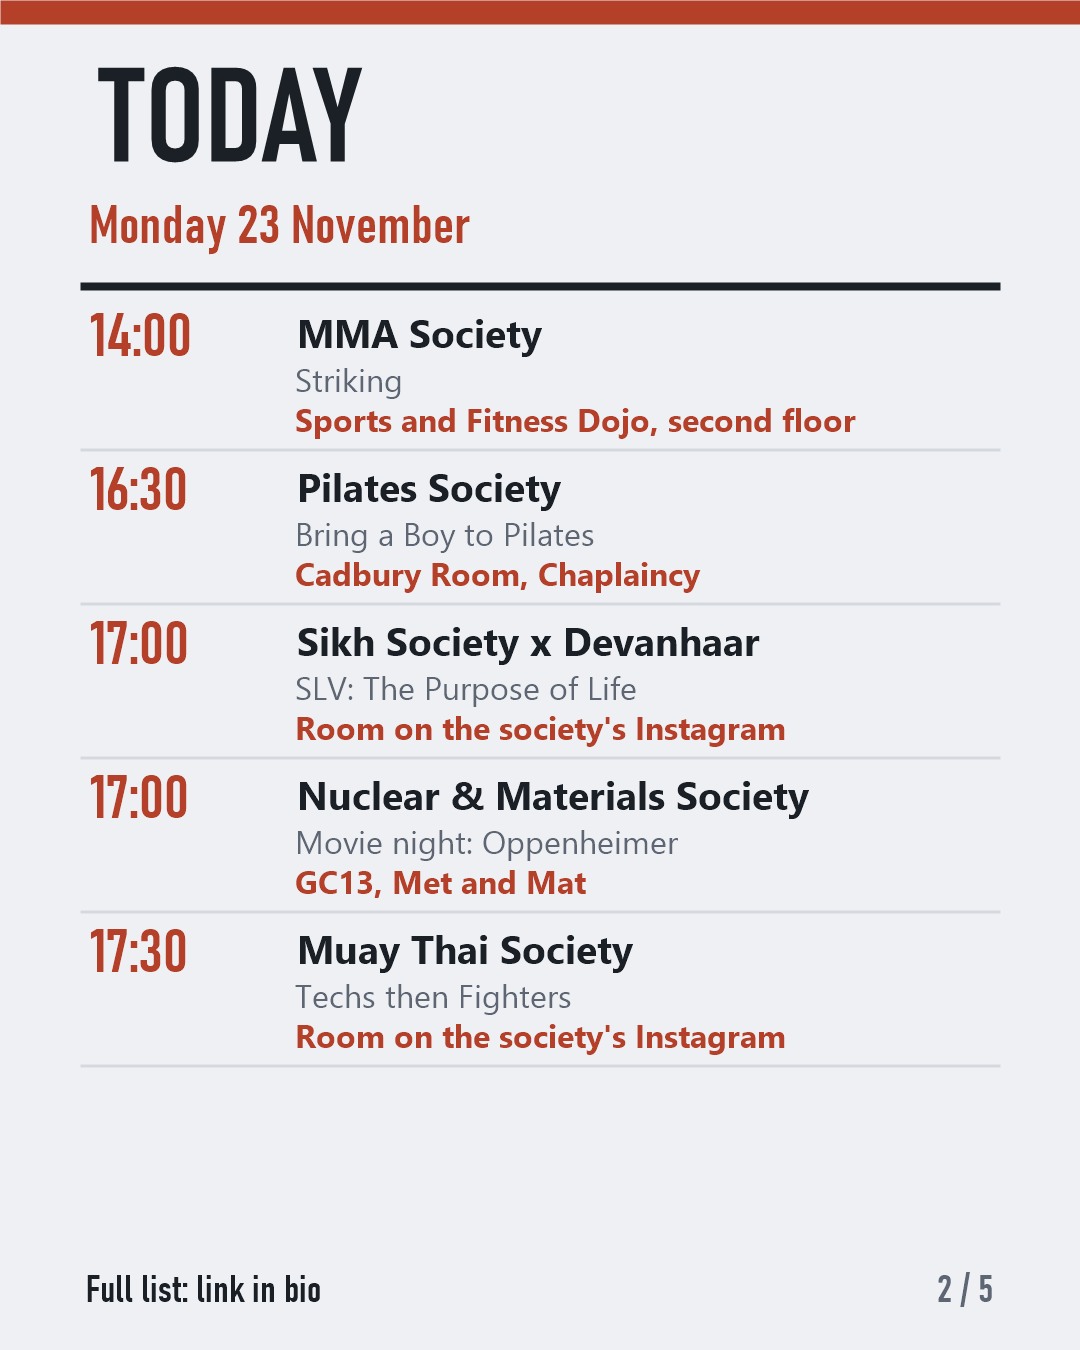 TODAY
Monday 23 November
14:00
MMA Society
Striking
Sports and Fitness Dojo, second floor
16:30
Pilates Society
Bring a Boy to Pilates
Cadbury Room, Chaplaincy
17:00
Sikh Society x Devanhaar
SLV: The Purpose of Life
Room on the society's Instagram
17:00
Nuclear & Materials Society
Movie night: Oppenheimer
GC13, Met and Mat
17:30
Muay Thai Society
Techs then Fighters
Room on the society's Instagram
Full list: link in bio
2 / 5